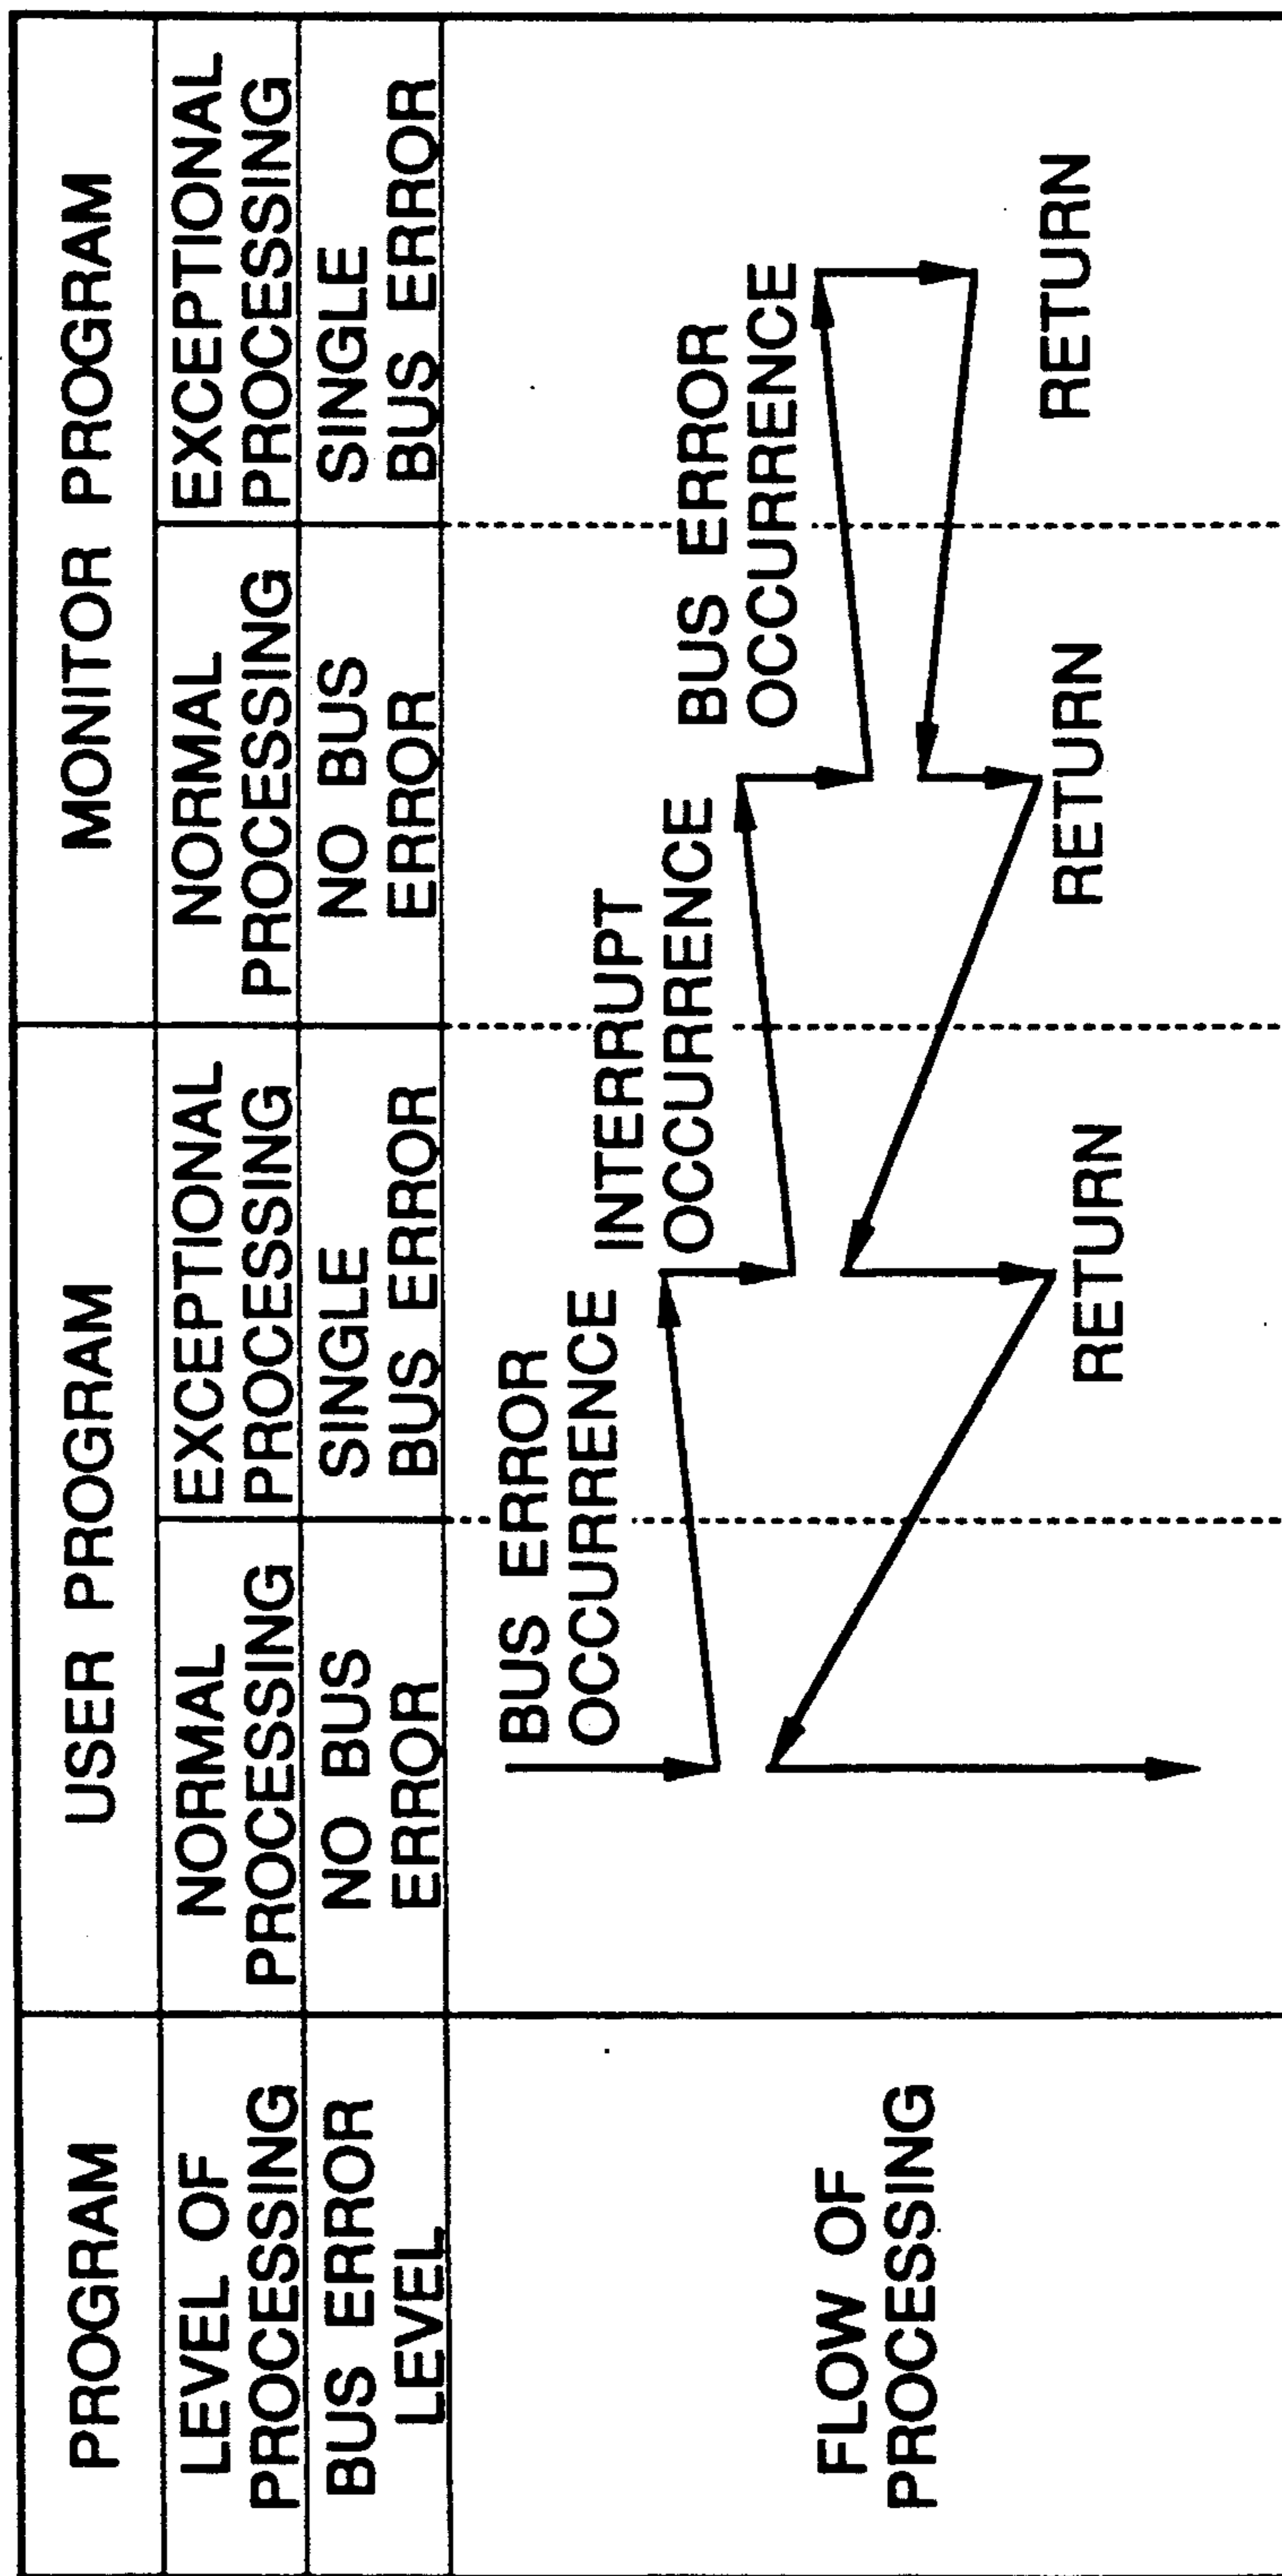 PROGRAM
USER PROGRAM
MONITOR PROGRAM
LEVEL OF
PROCESSING
NORMAL
PROCESSING
EXCEPTIONAL
PROCESSING
NORMAL
PROCESSING
EXCEPTIONAL
PROCESSING
BUS ERROR
LEVEL
NO BUS
ERROR
SINGLE
BUS ERROR
NO BUS
ERROR
SINGLE
BUS ERROR
FLOW OF
PROCESSING
BUS ERROR
OCCURRENCE
INTERRUPT
OCCURRENCE
BUS ERROR
OCCURRENCE
RETURN
RETURN
RETURN